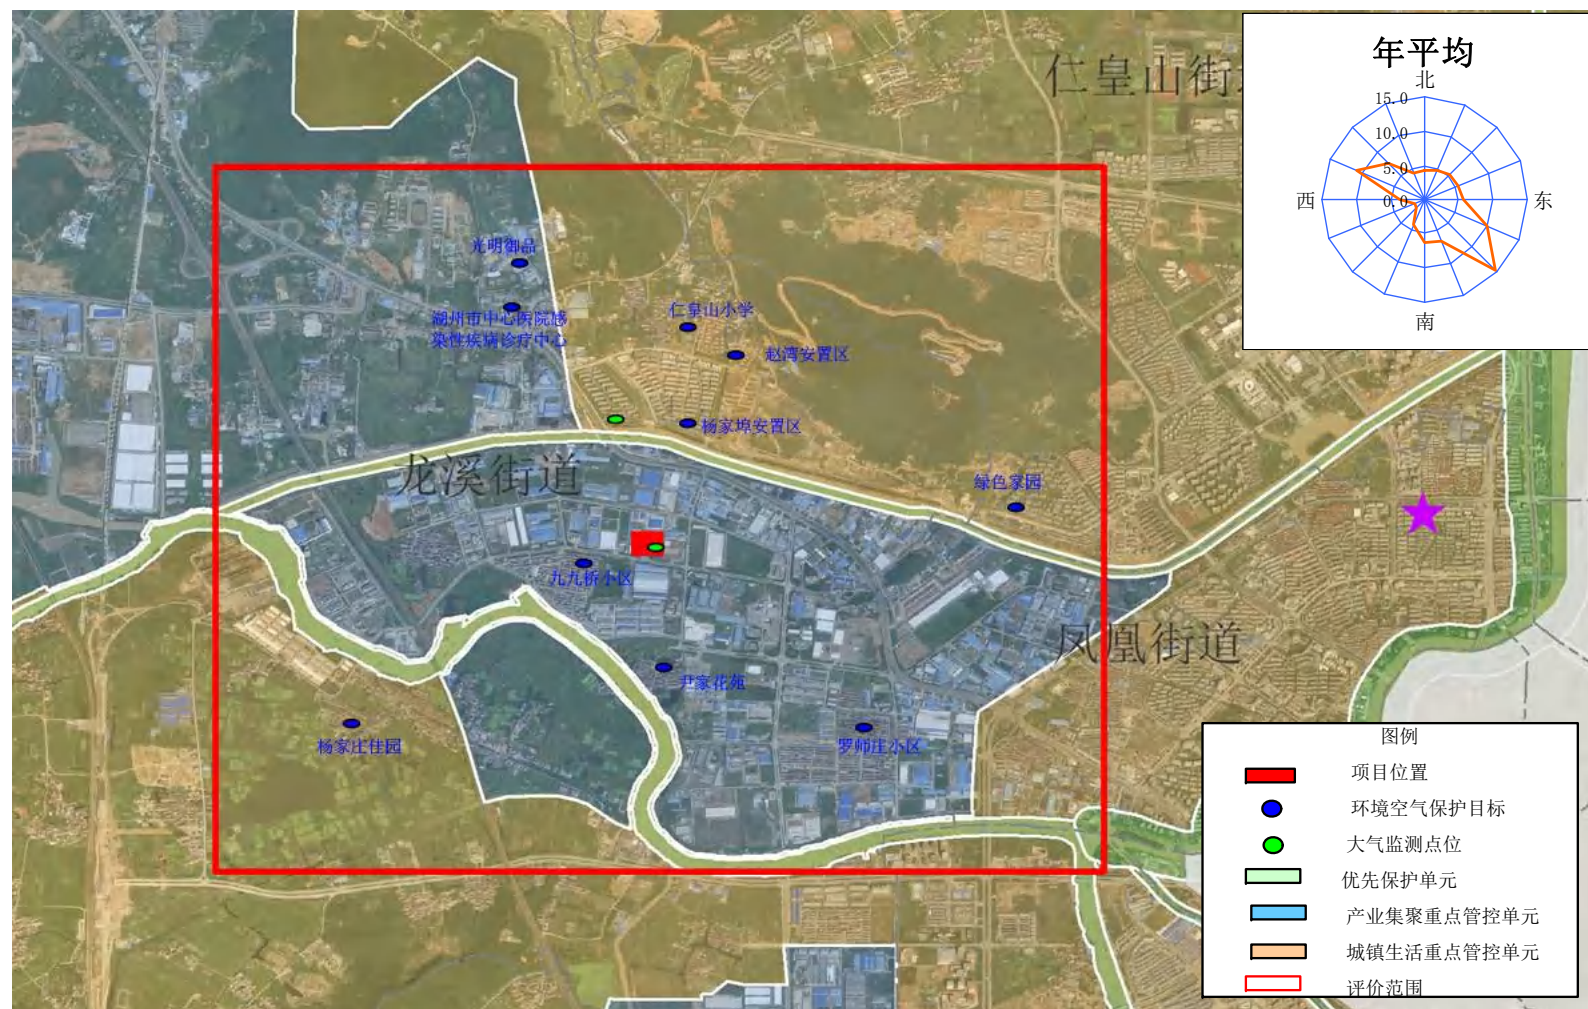 仁皇山街
年平均
北
15.0
10.0
5.0
0.0
西
东
南
光明御品
湖州市中心医院感
染性疾病诊疗中心
仁皇山小学
赵湾安置区
杨家埠安置区
龙溪街道
绿色家园
九九桥小区
凤凰街道
尹家花苑
杨家庄佳园
罗师庄小区
图例
项目位置
环境空气保护目标
大气监测点位
优先保护单元
产业集聚重点管控单元
城镇生活重点管控单元
评价范围